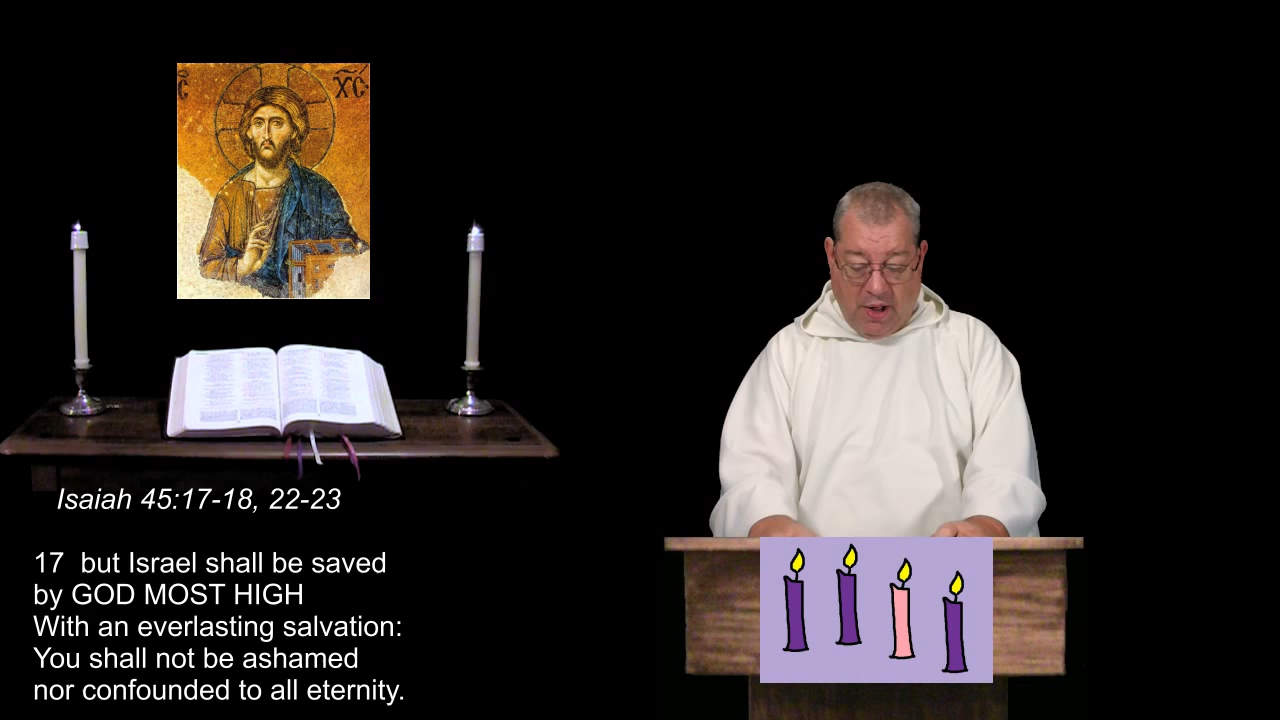 C
XC
Isaiah 45:17-18, 22-23
17 but Israel shall be saved
by GOD MOST HIGH
With an everlasting salvation:
You shall not be ashamed
nor confounded to all eternity.